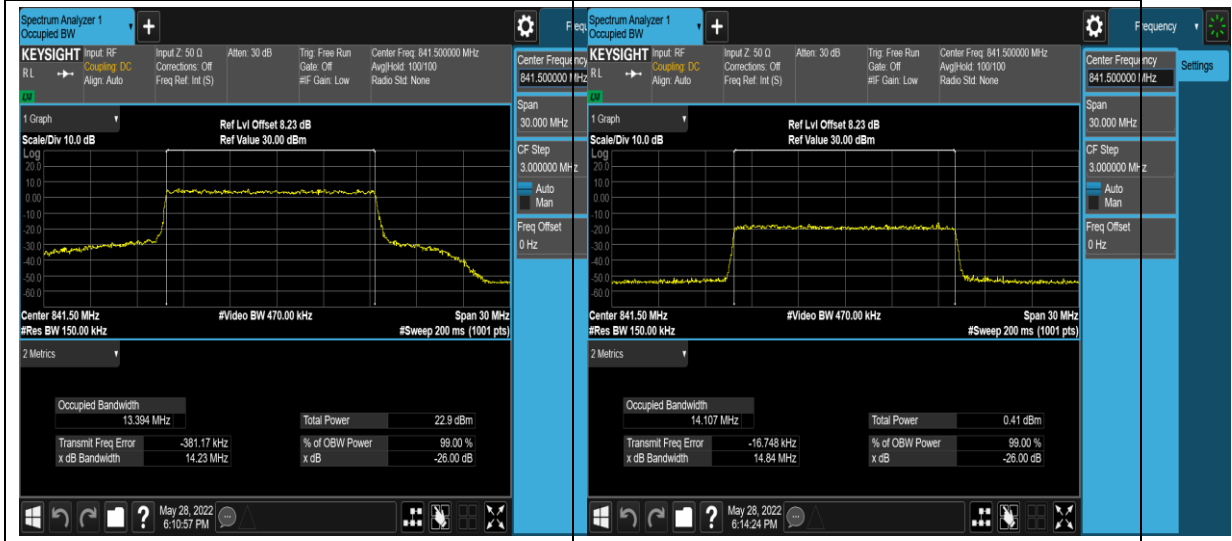 Spectrum Analyzer 1
Occupied BW
+
KEYSIGHT
RL
LXI
Input: RF
Coupling: DC
Align: Auto
Input Z: 50 Ω
Corrections: Off
Freq Ref: Int (S)
Atten: 30 dB
Trig: Free Run
Gate: Off
#IF Gain: Low
Center Freq: 841.500000 MHz
Avg|Hold: 100/100
Radio Std: None
1 Graph
Scale/Div 10.0 dB
Ref Lvl Offset 8.23 dB
Ref Value 30.00 dBm
Log
20.0
10.0
0.00
-10.0
-20.0
-30.0
-40.0
-50.0
-60.0
Center 841.50 MHz
#Res BW 150.00 kHz
#Video BW 470.00 kHz
Span 30 MHz
#Sweep 200 ms (1001 pts)
2 Metrics
Occupied Bandwidth
13.394 MHz
Transmit Freq Error -381.17 kHz
x dB Bandwidth 14.23 MHz
Total Power 22.9 dBm
% of OBW Power 99.00 %
x dB -26.00 dB
?
May 28, 2022
6:10:57 PM
Frequ
Center Frequency
841.500000 MHz
Span
30.000 MHz
CF Step
3.000000 MHz
Auto
Man
Freq Offset
0 Hz
Spectrum Analyzer 1
Occupied BW
+
KEYSIGHT
RL
LXI
Input: RF
Coupling: DC
Align: Auto
Input Z: 50 Ω
Corrections: Off
Freq Ref: Int (S)
Atten: 30 dB
Trig: Free Run
Gate: Off
#IF Gain: Low
Center Freq: 841.500000 MHz
Avg|Hold: 100/100
Radio Std: None
1 Graph
Scale/Div 10.0 dB
Ref Lvl Offset 8.23 dB
Ref Value 30.00 dBm
Log
20.0
10.0
0.00
-10.0
-20.0
-30.0
-40.0
-50.0
-60.0
Center 841.50 MHz
#Res BW 150.00 kHz
#Video BW 470.00 kHz
Span 30 MHz
#Sweep 200 ms (1001 pts)
2 Metrics
Occupied Bandwidth
14.107 MHz
Transmit Freq Error -16.748 kHz
x dB Bandwidth 14.84 MHz
Total Power 0.41 dBm
% of OBW Power 99.00 %
x dB -26.00 dB
?
May 28, 2022
6:14:24 PM
Frequency
Center Frequency
841.500000 MHz
Settings
Span
30.000 MHz
CF Step
3.000000 MHz
Auto
Man
Freq Offset
0 Hz